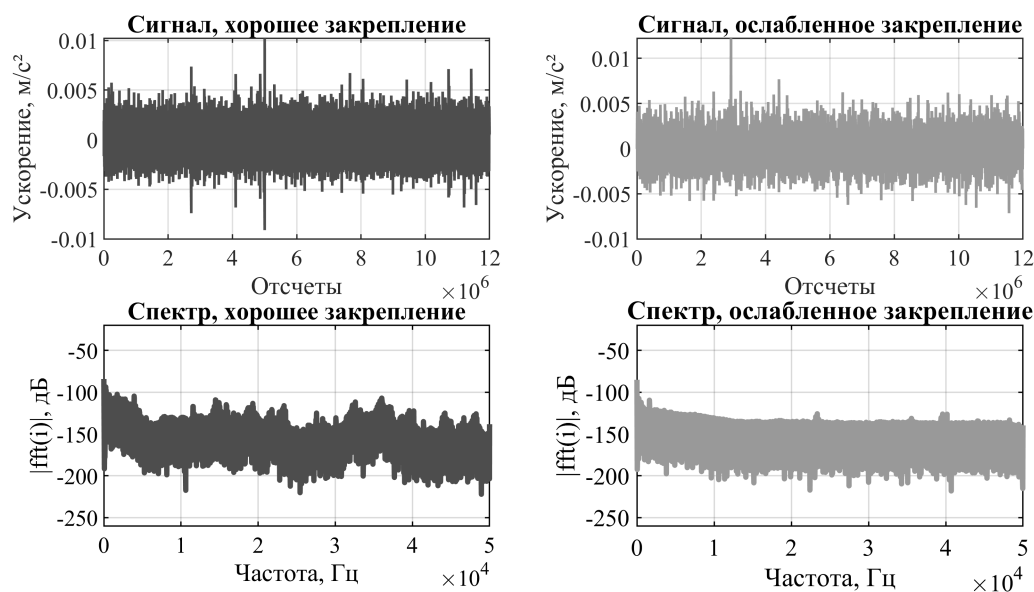 Сигнал, хорошее закрепление
Ускорение, м/с²
0.01
0.005
0
-0.005
-0.01
0 2 4 6 8 10 12
Отсчеты
×10⁶
Сигнал, ослабленное закрепление
Ускорение, м/с²
0.01
0.005
0
-0.005
-0.01
0 2 4 6 8 10 12
Отсчеты
×10⁶
Спектр, хорошее закрепление
|fft(i)|, дБ
-50
-100
-150
-200
-250
0 1 2 3 4 5
Частота, Гц
×10⁴
Спектр, ослабленное закрепление
|fft(i)|, дБ
-50
-100
-150
-200
-250
0 1 2 3 4 5
Частота, Гц
×10⁴